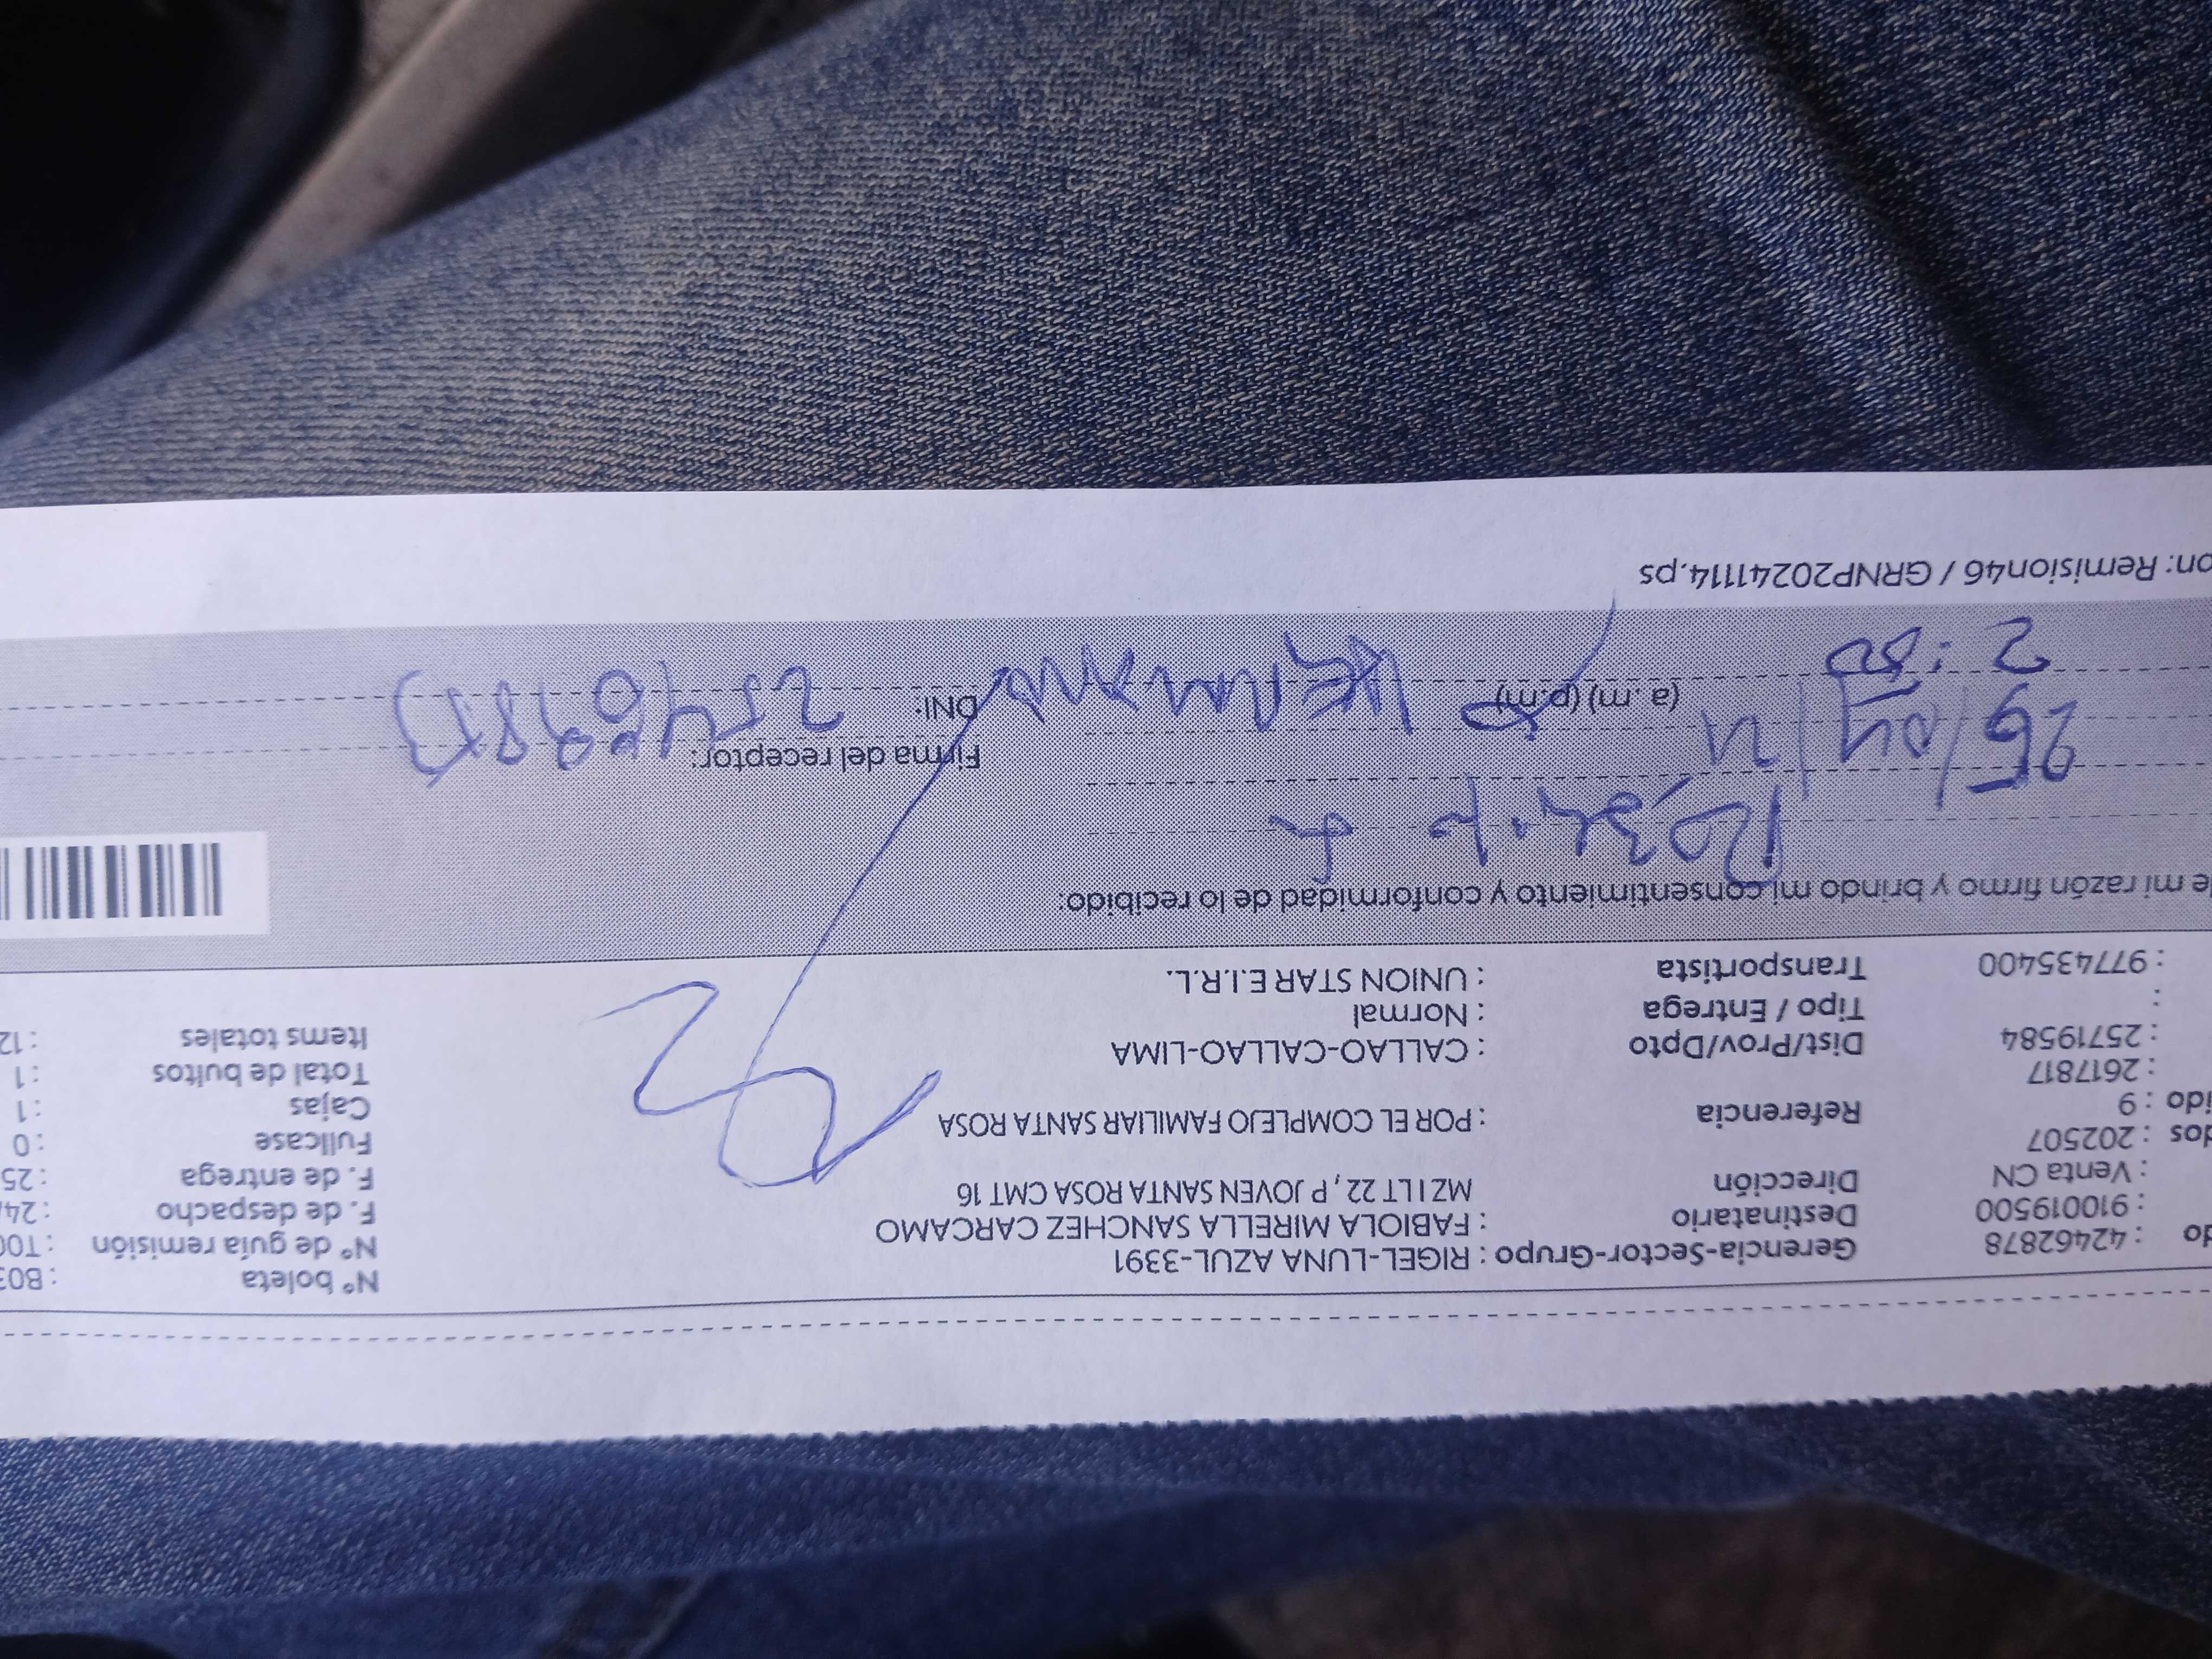 do : 42462878 Gerencia-Sector-Grupo : RIGEL-LUNA AZUL-3391 N° boleta : B03
: 910019500 Destinatario : FABIOLA MIRELLA SANCHEZ CARCAMO N° de guía remisión : T00
: Venta CN Dirección MZ I LT 22, P JOVEN SANTA ROSA CMT 16 F. de despacho : 24/
dos : 202507 F. de entrega : 25
ido : 9 Referencia : POR EL COMPLEJO FAMILIAR SANTA ROSA Fullcase : 0
: 2617817 Cajas : 1
: 25719584 Dist/Prov/Dpto : CALLAO-CALLAO-LIMA Total de bultos : 1
: Tipo / Entrega : Normal Items totales : 12
: 977435400 Transportista : UNION STAR E.I.R.L.
e mi razón firmo y brindo mi consentimiento y conformidad de lo recibido:
Firma del receptor:
(a.m) (p.m) DNI:
2:50
on: Remision46 / GRNP20241114.ps